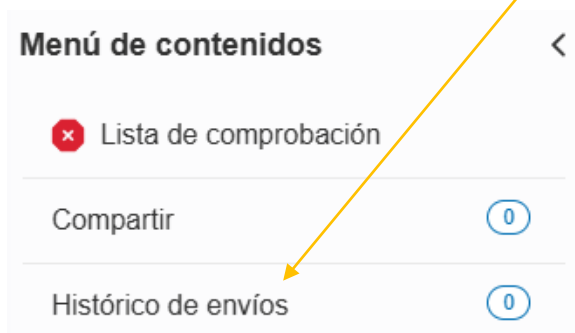 Menú de contenidos
Lista de comprobación
Compartir 0
Histórico de envíos 0